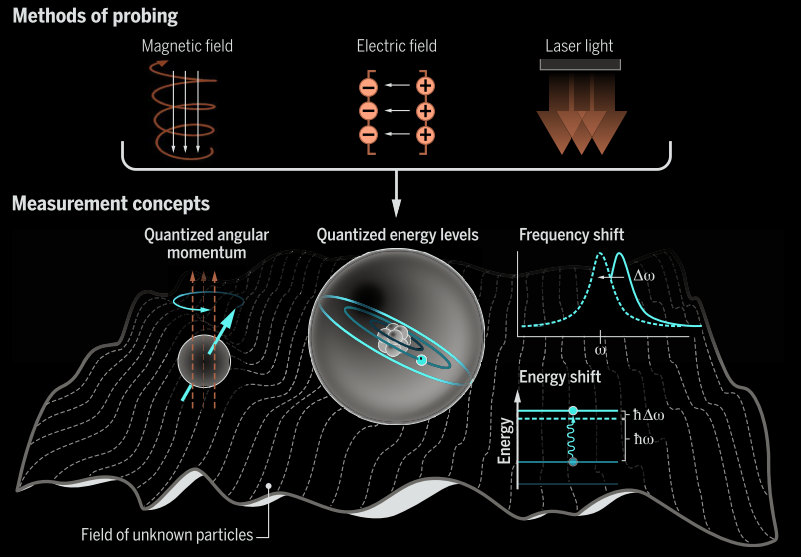 Methods of probing
Magnetic field
Electric field
Laser light
− + 
− +
− +
Measurement concepts
Quantized angular
momentum
Quantized energy levels
Frequency shift
Δω
ω
Energy shift
Energy
ħΔω
ħω
Field of unknown particles